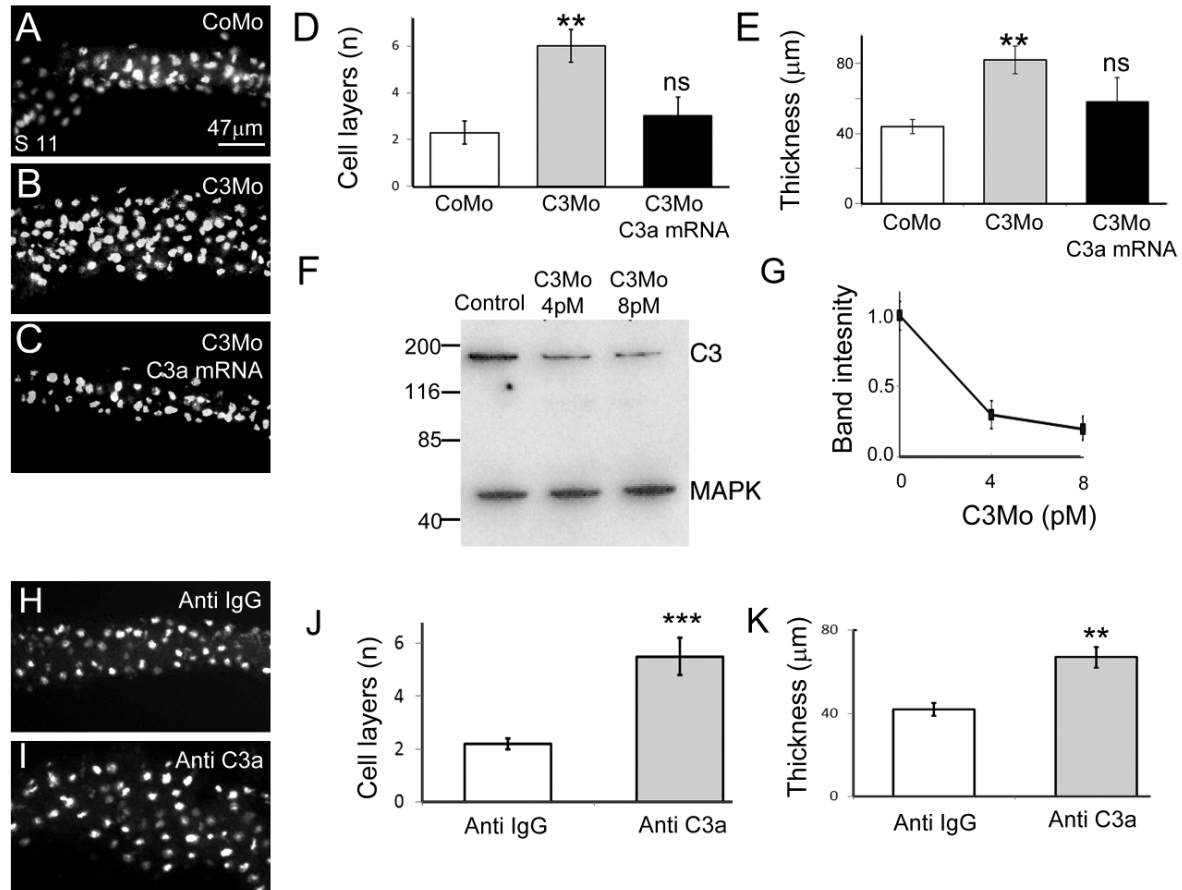 A
CoMo
S 11
47μm
B
C3Mo
C
C3Mo
C3a mRNA
D
Cell layers (n)
6
4
2
0
**
ns
CoMo
C3Mo
C3Mo
C3a mRNA
E
Thickness (μm)
80
40
0
**
ns
CoMo
C3Mo
C3Mo
C3a mRNA
F
Control
C3Mo
4pM
C3Mo
8pM
200
116
85
40
C3
MAPK
G
Band intesnity
1.0
0.5
0.0
0
4
8
C3Mo (pM)
H
Anti IgG
I
Anti C3a
J
Cell layers (n)
6
4
2
0
***
Anti IgG
Anti C3a
K
Thickness (μm)
80
40
0
**
Anti IgG
Anti C3a